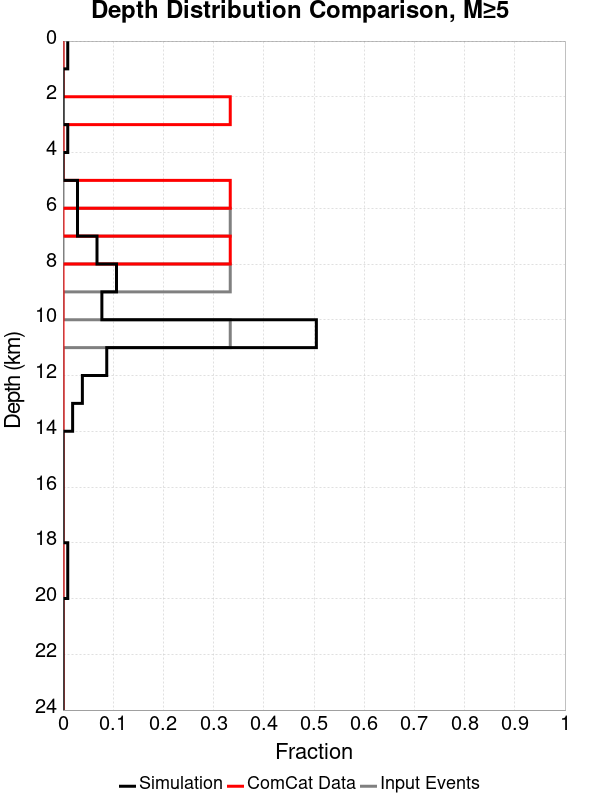 Depth Distribution Comparison, M≥5
0
2
4
6
8
10
12
14
16
18
20
22
24
Depth (km)
0 0.1 0.2 0.3 0.4 0.5 0.6 0.7 0.8 0.9 1
Fraction
Simulation ComCat Data Input Events